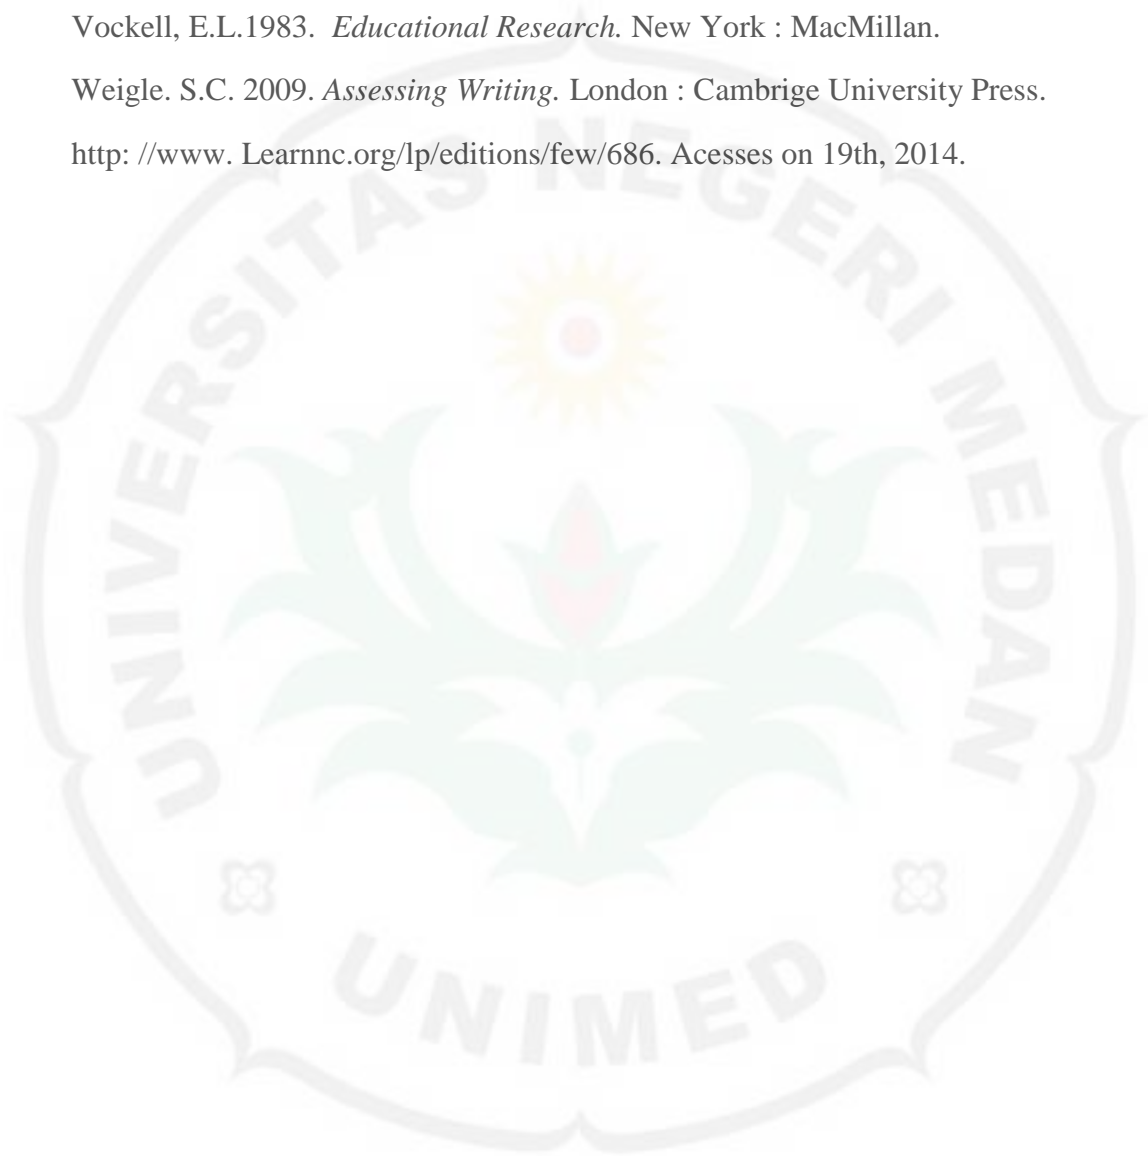 Vockell, E.L.1983. Educational Research. New York : MacMillan.
Weigle. S.C. 2009. Assessing Writing. London : Cambrige University Press.
http: //www. Learnnc.org/lp/editions/few/686. Acesses on 19th, 2014.
UNIVERSITAS NEGERI MEDAN
UNIMED